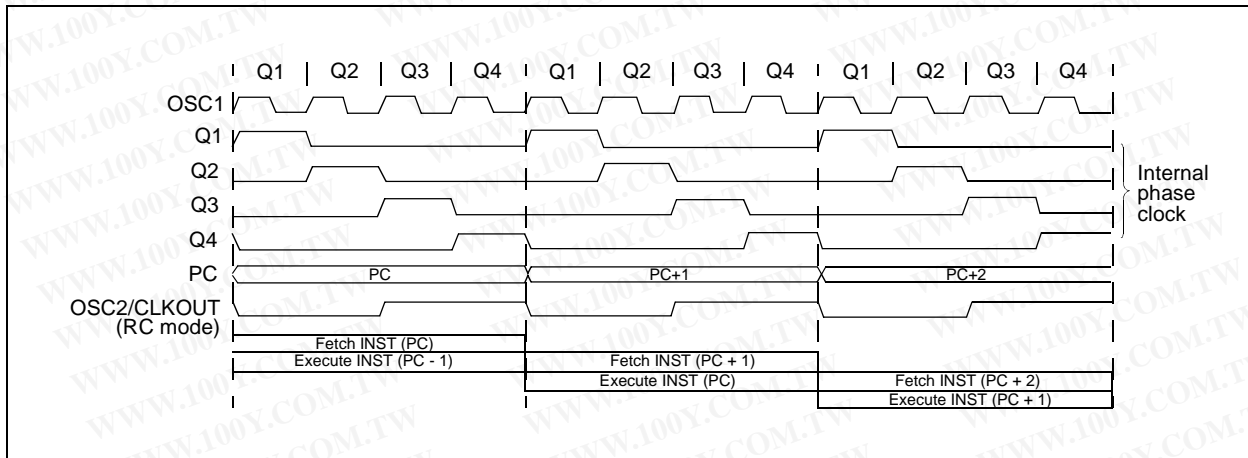 Q1 Q2 Q3 Q4 Q1 Q2 Q3 Q4 Q1 Q2 Q3 Q4
OSC1
Q1
Q2
Q3
Q4
Internal
phase
clock
PC
PC
PC+1
PC+2
OSC2/CLKOUT
(RC mode)
Fetch INST (PC)
Execute INST (PC - 1)
Fetch INST (PC + 1)
Execute INST (PC)
Fetch INST (PC + 2)
Execute INST (PC + 1)
WWW.100Y.COM.TW